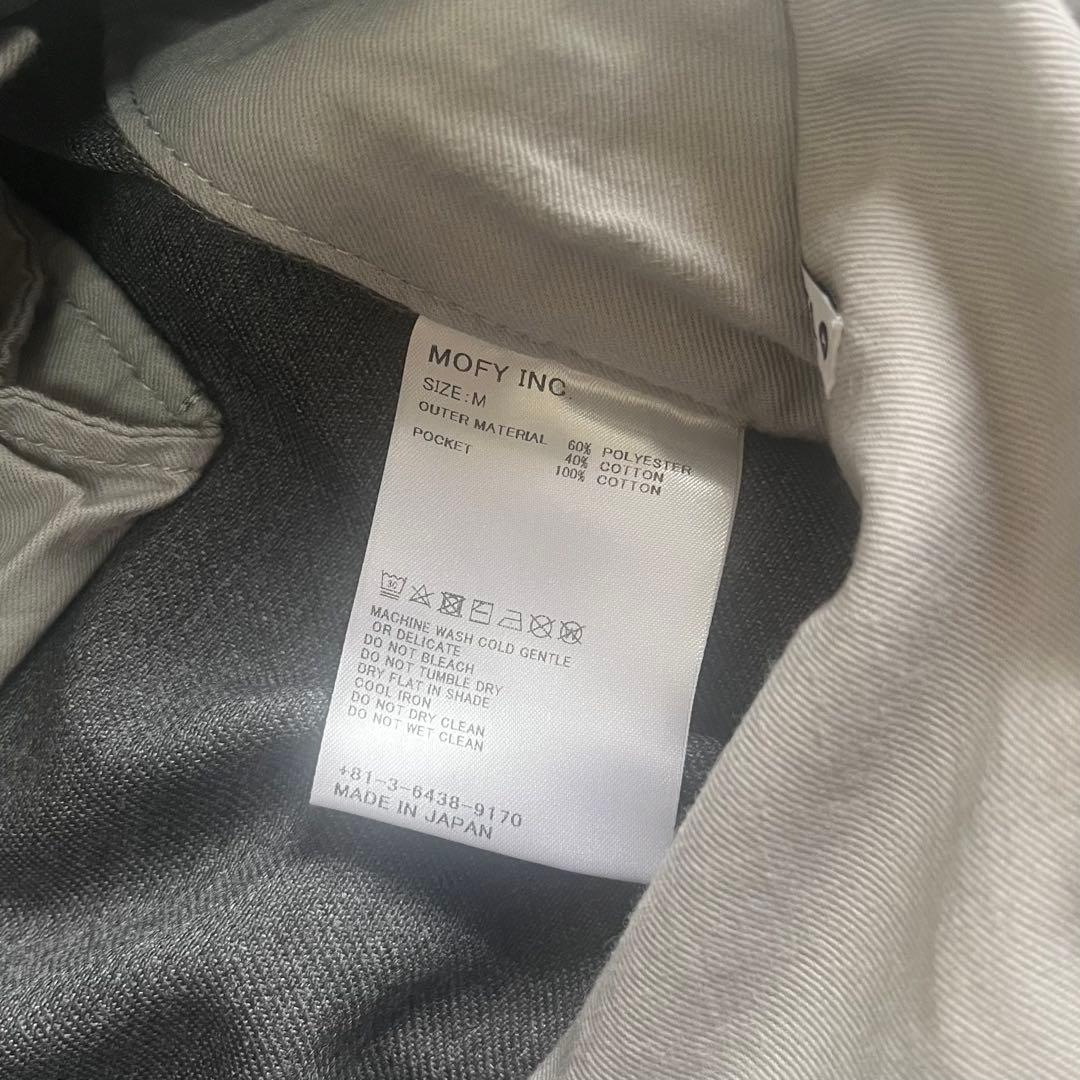 MOFY INC.
SIZE:M
OUTER MATERIAL 60% POLYESTER
40% COTTON
POCKET 100% COTTON
30
MACHINE WASH COLD GENTLE
OR DELICATE
DO NOT BLEACH
DO NOT TUMBLE DRY
DRY FLAT IN SHADE
COOL IRON
DO NOT DRY CLEAN
DO NOT WET CLEAN
+81-3-6438-9170
MADE IN JAPAN